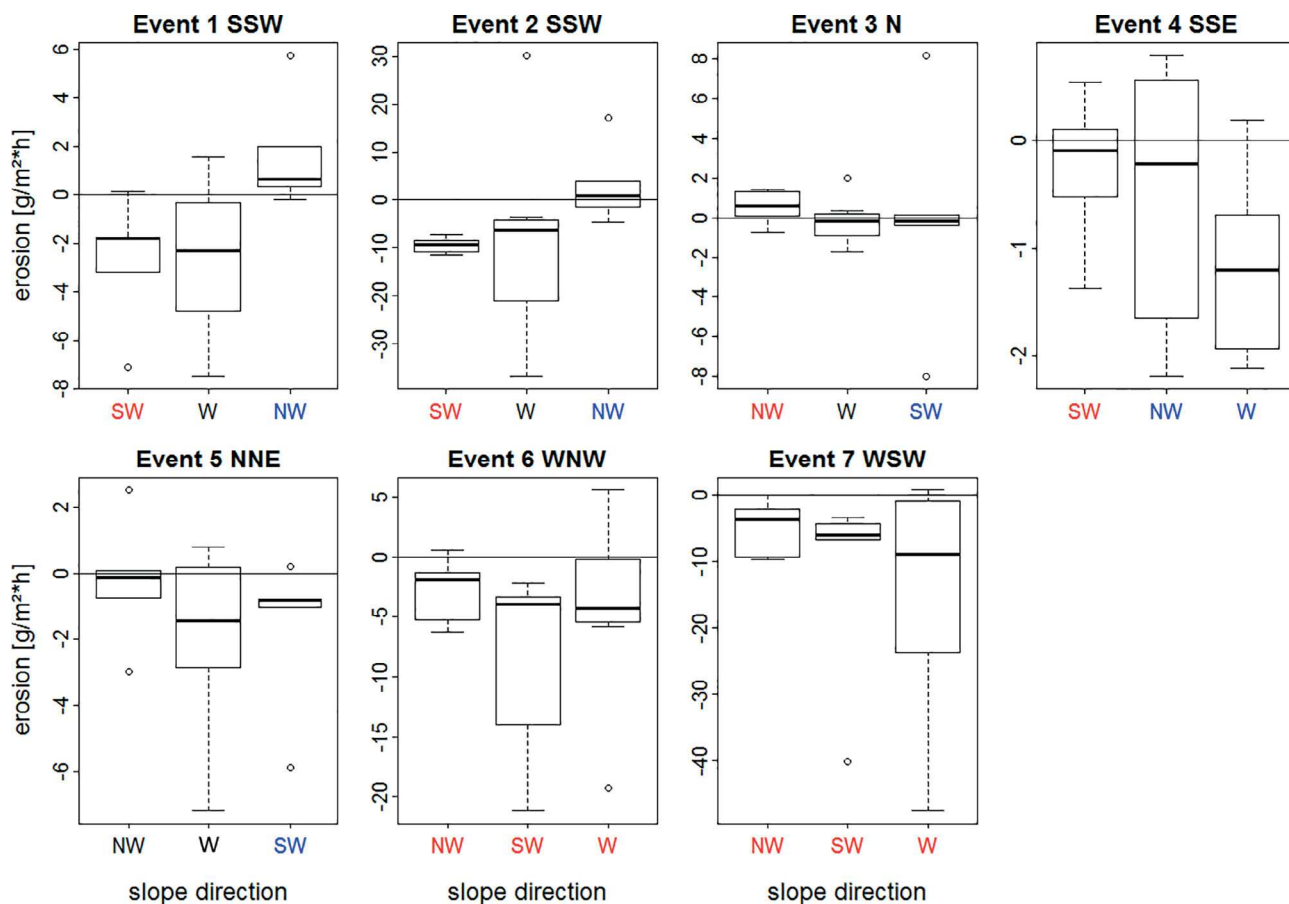 Event 1 SSW
erosion [g/m²*h]
6
4
2
0
-2
-4
-6
-8
SW W NW
Event 2 SSW
30
20
10
0
-10
-20
-30
SW W NW
Event 3 N
8
6
4
2
0
-2
-4
-6
-8
NW W SW
Event 4 SSE
0
-1
-2
SW NW W
Event 5 NNE
erosion [g/m²*h]
2
0
-2
-4
-6
NW W SW
slope direction
Event 6 WNW
5
0
-5
-10
-15
-20
NW SW W
slope direction
Event 7 WSW
0
-10
-20
-30
-40
NW SW W
slope direction